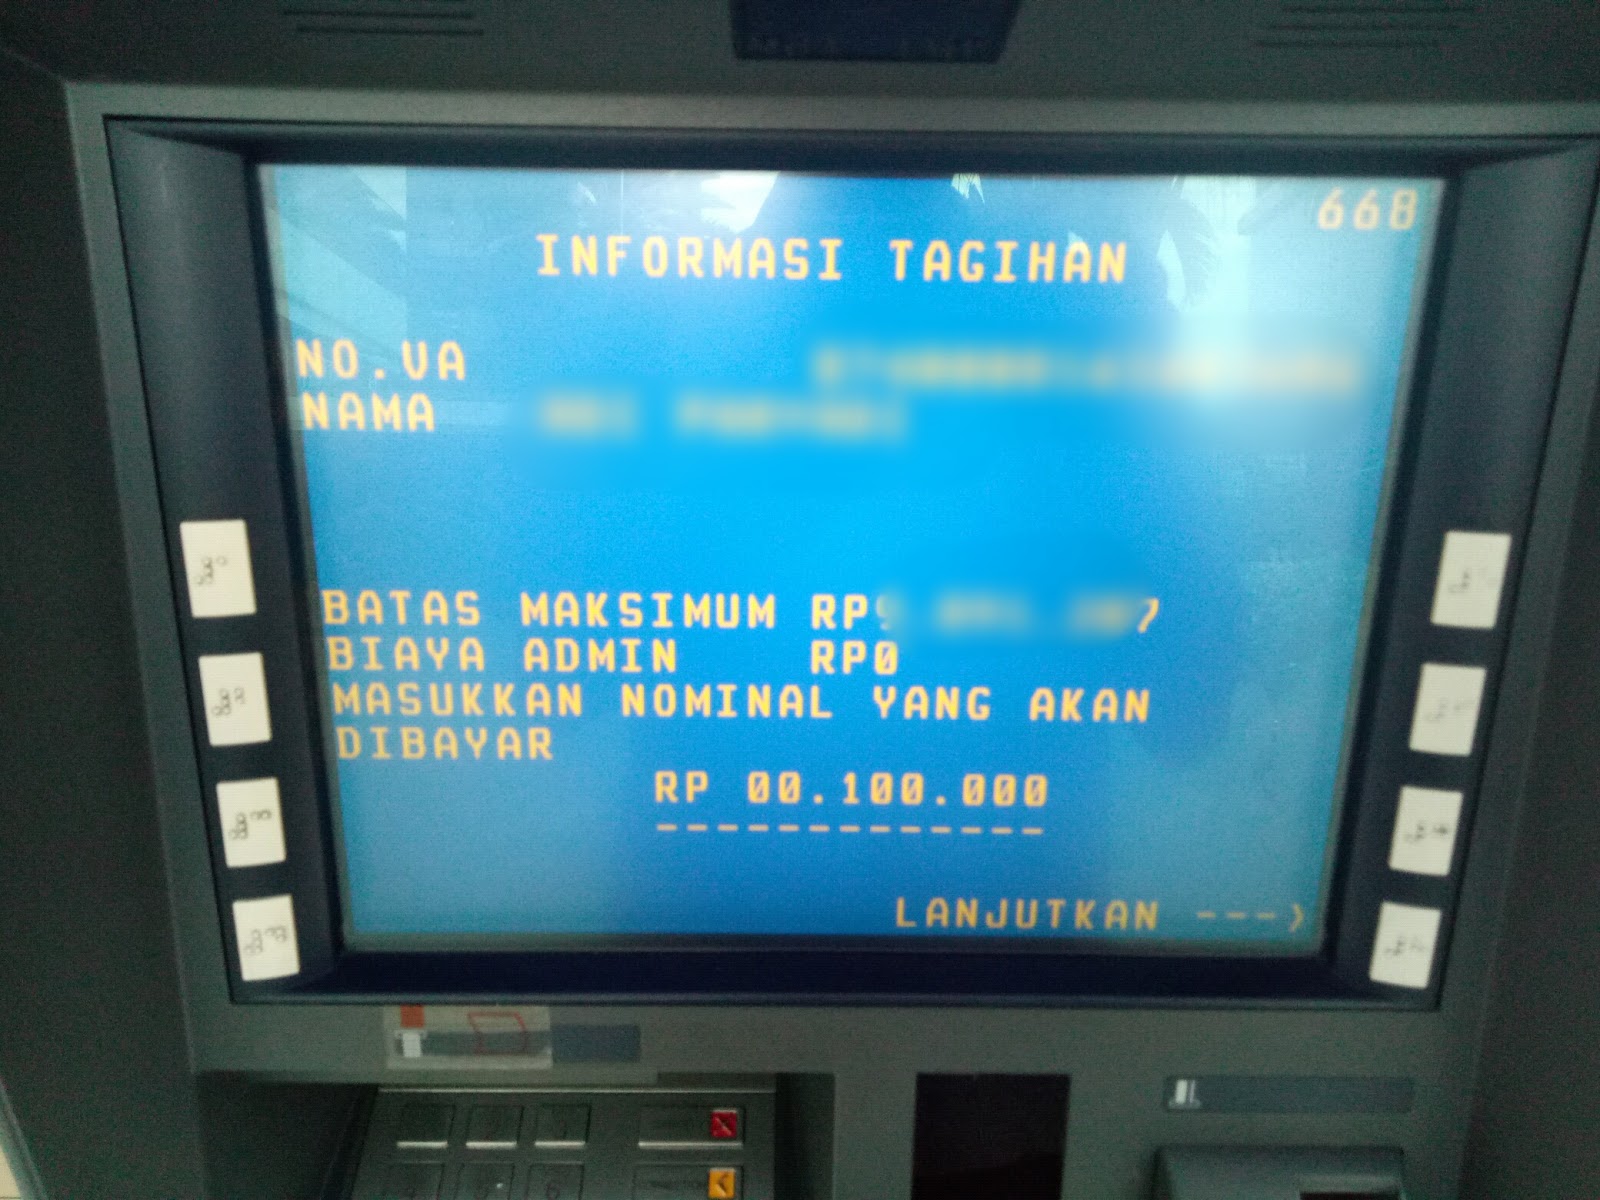 668
INFORMASI TAGIHAN
NO.VA
NAMA
BATAS MAKSIMUM RP
BIAYA ADMIN RP0
MASUKKAN NOMINAL YANG AKAN
DIBAYAR
RP 00.100.000
LANJUTKAN --->